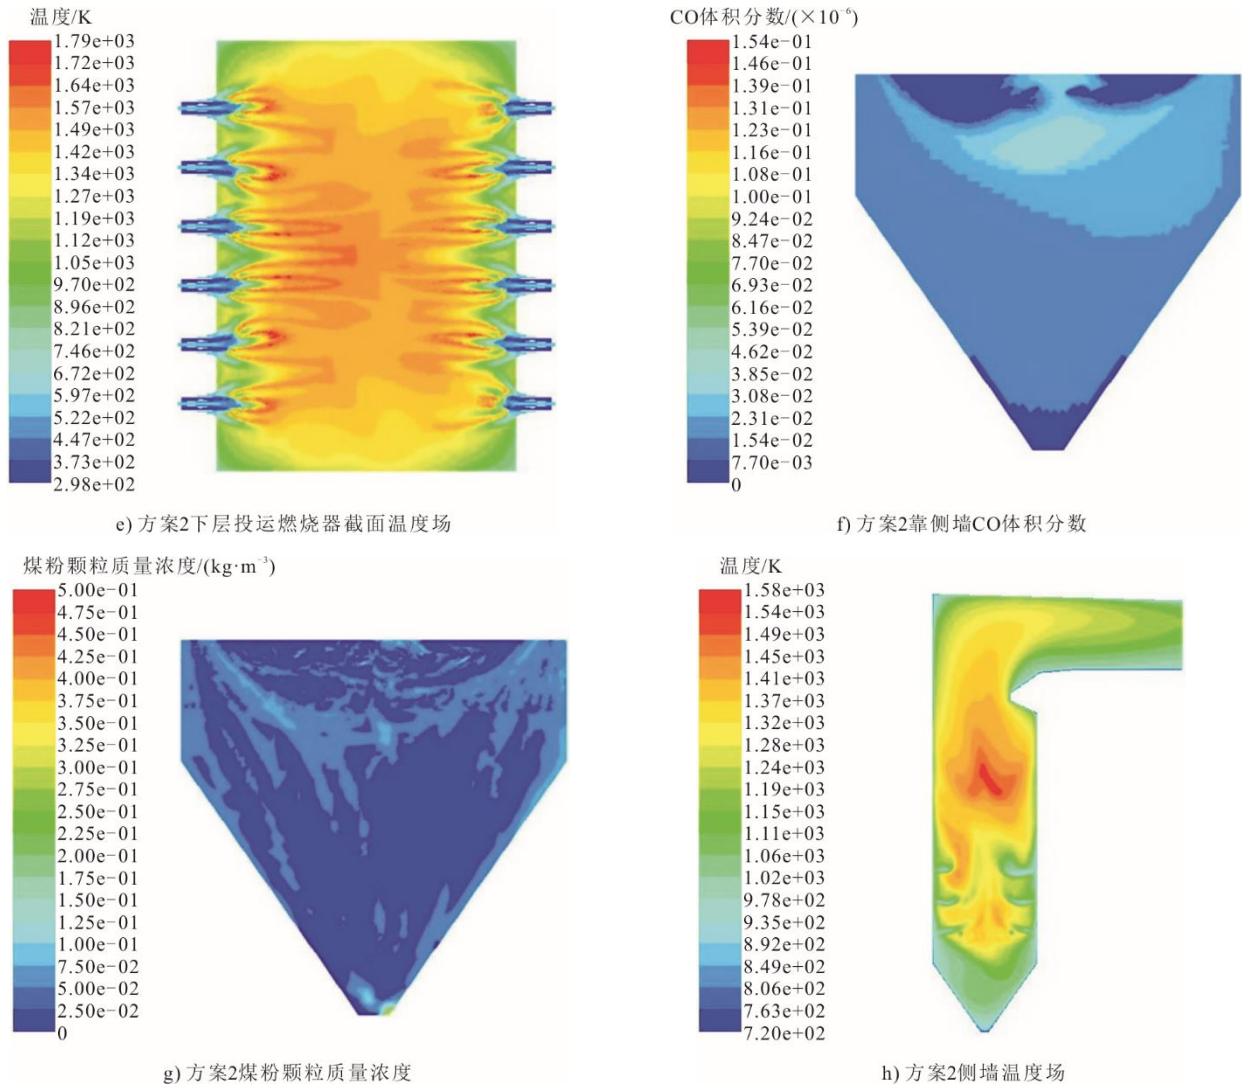 温度/K
1.79e+03
1.72e+03
1.64e+03
1.57e+03
1.49e+03
1.42e+03
1.34e+03
1.27e+03
1.19e+03
1.12e+03
1.05e+03
9.70e+02
8.96e+02
8.21e+02
7.46e+02
6.72e+02
5.97e+02
5.22e+02
4.47e+02
3.73e+02
2.98e+02
e) 方案2下层投运燃烧器截面温度场
CO体积分数/(×10⁻⁶)
1.54e-01
1.46e-01
1.39e-01
1.31e-01
1.23e-01
1.16e-01
1.08e-01
1.00e-01
9.24e-02
8.47e-02
7.70e-02
6.93e-02
6.16e-02
5.39e-02
4.62e-02
3.85e-02
3.08e-02
2.31e-02
1.54e-02
7.70e-03
0
f) 方案2靠侧墙CO体积分数
煤粉颗粒质量浓度/(kg·m⁻³)
5.00e-01
4.75e-01
4.50e-01
4.25e-01
4.00e-01
3.75e-01
3.50e-01
3.25e-01
3.00e-01
2.75e-01
2.50e-01
2.25e-01
2.00e-01
1.75e-01
1.50e-01
1.25e-01
1.00e-01
7.50e-02
5.00e-02
2.50e-02
0
g) 方案2煤粉颗粒质量浓度
温度/K
1.58e+03
1.54e+03
1.49e+03
1.45e+03
1.41e+03
1.37e+03
1.32e+03
1.28e+03
1.24e+03
1.19e+03
1.15e+03
1.11e+03
1.06e+03
1.02e+03
9.78e+02
9.35e+02
8.92e+02
8.49e+02
8.06e+02
7.63e+02
7.20e+02
h) 方案2侧墙温度场